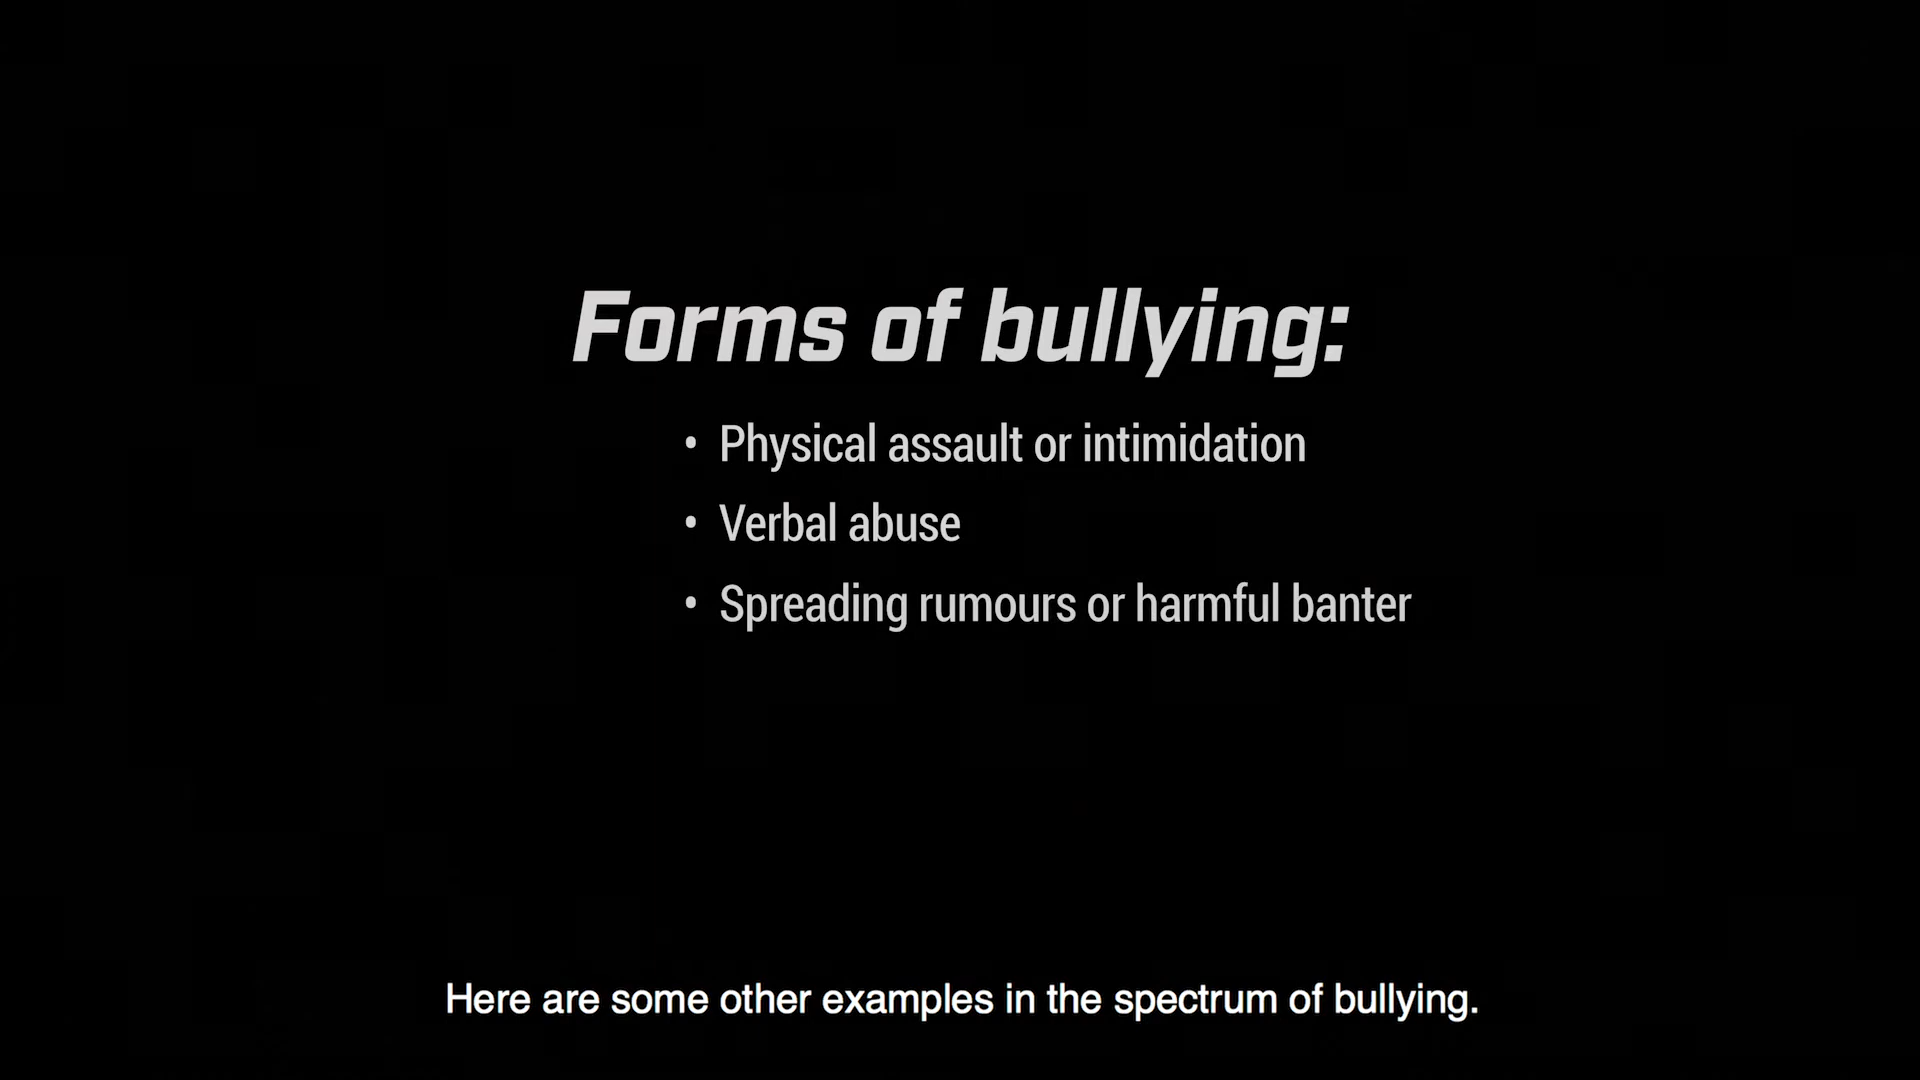 Forms of bullying:
• Physical assault or intimidation
• Verbal abuse
• Spreading rumours or harmful banter
Here are some other examples in the spectrum of bullying.